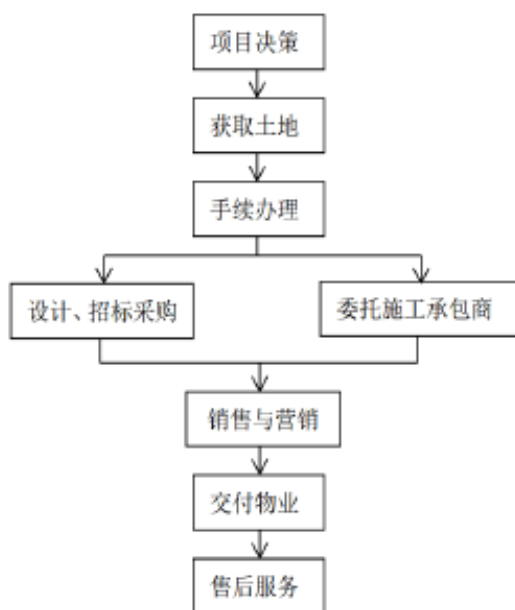 项目决策
获取土地
手续办理
设计、招标采购
委托施工承包商
销售与营销
交付物业
售后服务